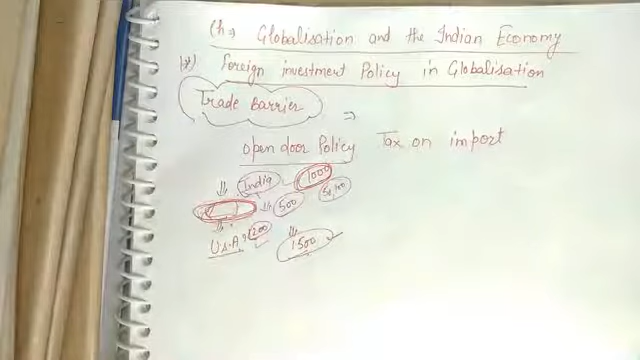 Ch ⇒ Globalisation and the Indian Economy
Foreign investment Policy in Globalisation
Trade Barrier ⇒
open door Policy Tax on import
India 1000
500
U.S.A 200 1500